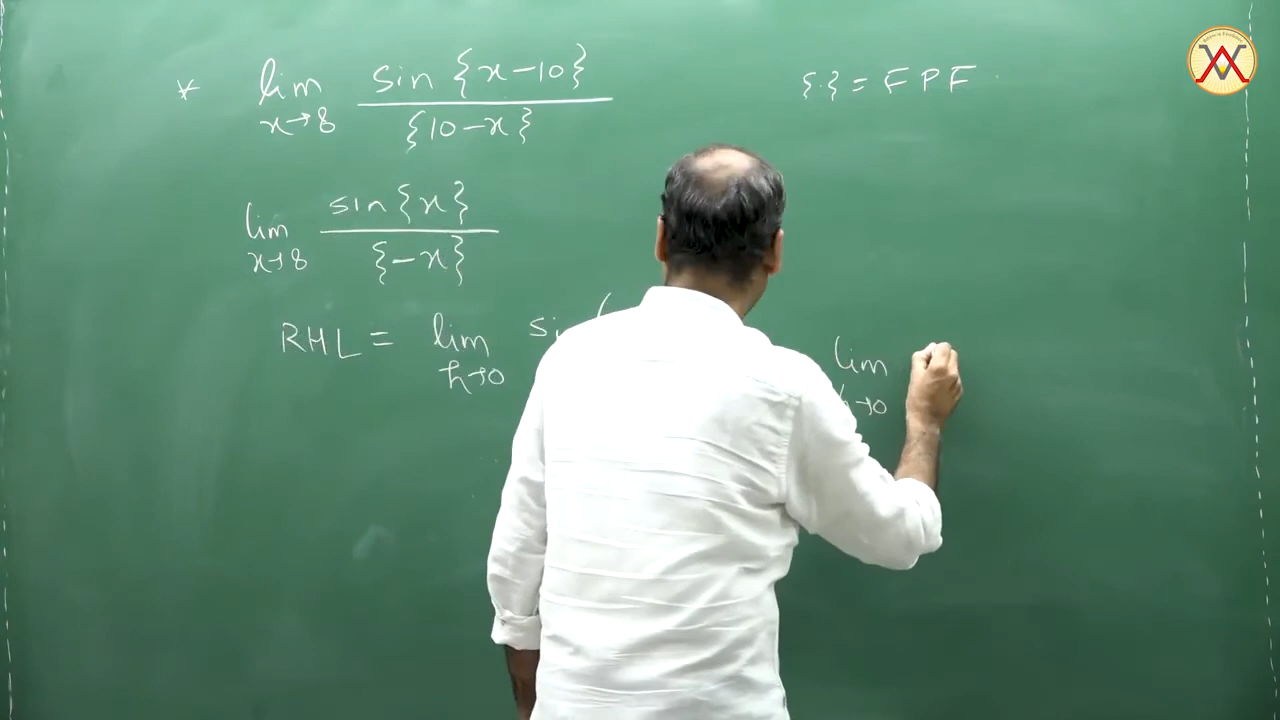 * lim x→8 sin {x-10} / {10-x}
{·} = FPF
lim x→8 sin{x} / {-x}
RHL = lim h→0 lim h→0